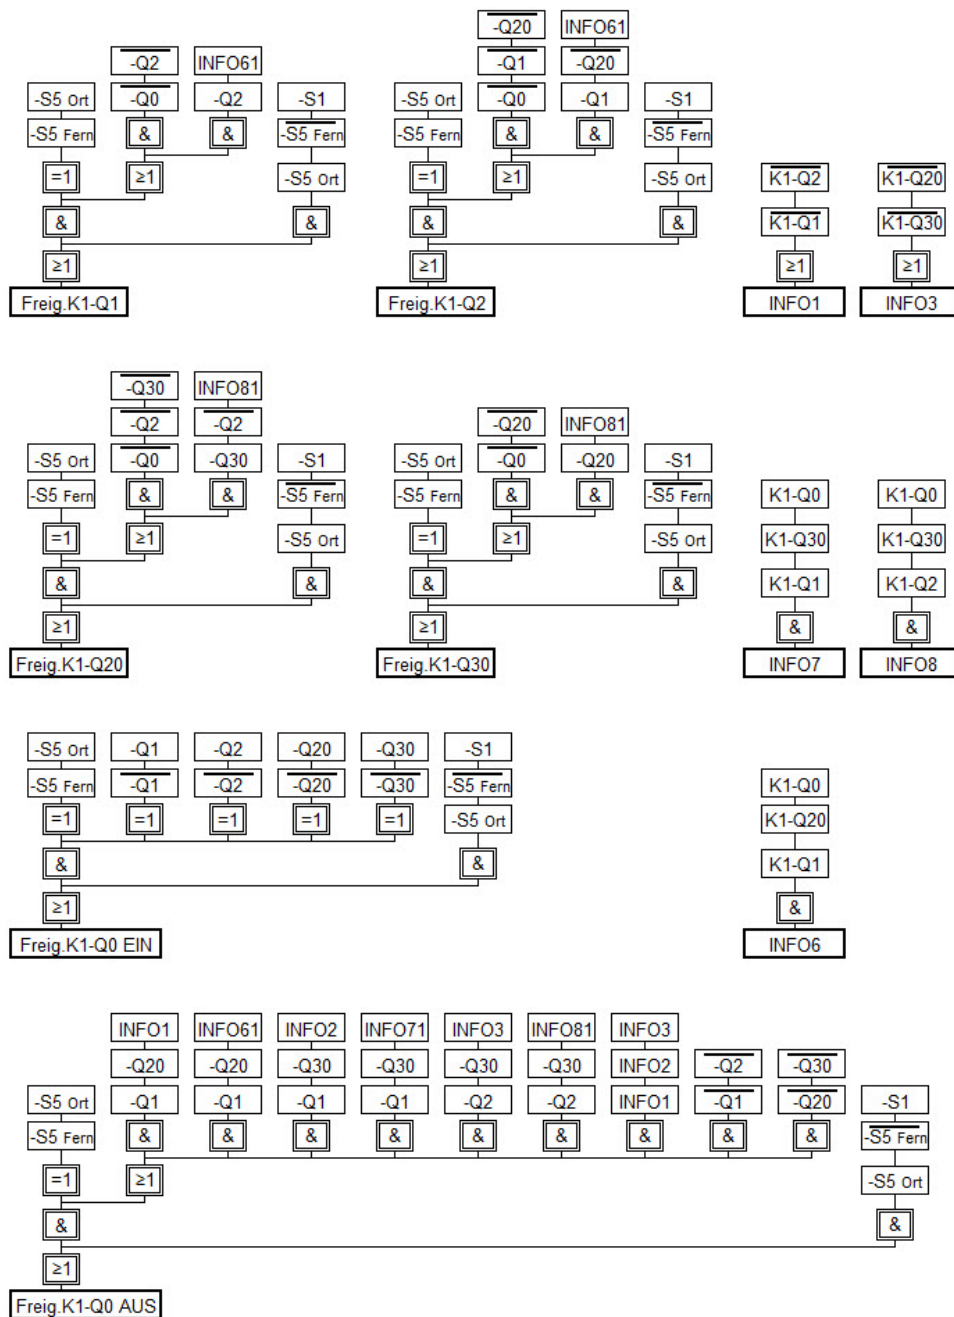 -Q20 INFO61
-Q2 INFO61 -Q1 -Q20
-S5 Ort -Q0 -Q2 -S1 -S5 Ort -Q0 -Q1 -S1
-S5 Fern & & -S5 Fern -S5 Fern & & -S5 Fern
=1 ≥1 -S5 Ort =1 ≥1 -S5 Ort K1-Q2 K1-Q20
& & & & K1-Q1 K1-Q30
≥1 ≥1 ≥1 ≥1
Freig.K1-Q1 Freig.K1-Q2 INFO1 INFO3
-Q30 INFO81
-Q2 -Q2 -Q20 INFO81
-S5 Ort -Q0 -Q30 -S1 -S5 Ort -Q0 -Q20 -S1
-S5 Fern & & -S5 Fern -S5 Fern & & -S5 Fern K1-Q0 K1-Q0
=1 ≥1 -S5 Ort =1 ≥1 -S5 Ort K1-Q30 K1-Q30
& & & & K1-Q1 K1-Q2
≥1 ≥1 & &
Freig.K1-Q20 Freig.K1-Q30 INFO7 INFO8
-S5 Ort -Q1 -Q2 -Q20 -Q30 -S1
-S5 Fern -Q1 -Q2 -Q20 -Q30 -S5 Fern K1-Q0
=1 =1 =1 =1 =1 -S5 Ort K1-Q20
& & K1-Q1
≥1 &
Freig.K1-Q0 EIN INFO6
INFO1 INFO61 INFO2 INFO71 INFO3 INFO81 INFO3
-Q20 -Q20 -Q30 -Q30 -Q30 -Q30 INFO2 -Q2 -Q30
-S5 Ort -Q1 -Q1 -Q1 -Q1 -Q2 -Q2 INFO1 -Q1 -Q20 -S1
-S5 Fern & & & & & & & & & -S5 Fern
=1 ≥1 -S5 Ort
& &
≥1
Freig.K1-Q0 AUS